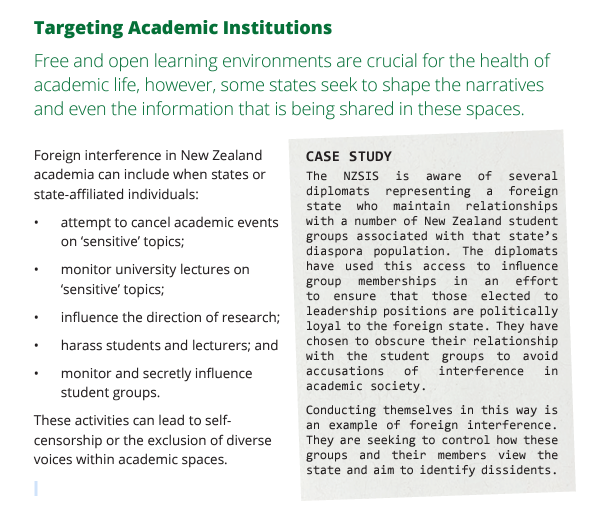 Targeting Academic Institutions
Free and open learning environments are crucial for the health of
academic life, however, some states seek to shape the narratives
and even the information that is being shared in these spaces.
Foreign interference in New Zealand
academia can include when states or
state-affiliated individuals:
• attempt to cancel academic events
on ‘sensitive’ topics;
• monitor university lectures on
‘sensitive’ topics;
• influence the direction of research;
• harass students and lecturers; and
• monitor and secretly influence
student groups.
These activities can lead to self-
censorship or the exclusion of diverse
voices within academic spaces.
CASE STUDY
The NZSIS is aware of several
diplomats representing a foreign
state who maintain relationships
with a number of New Zealand student
groups associated with that state’s
diaspora population. The diplomats
have used this access to influence
group memberships in an effort
to ensure that those elected to
leadership positions are politically
loyal to the foreign state. They have
chosen to obscure their relationship
with the student groups to avoid
accusations of interference in
academic society.
Conducting themselves in this way is
an example of foreign interference.
They are seeking to control how these
groups and their members view the
state and aim to identify dissidents.